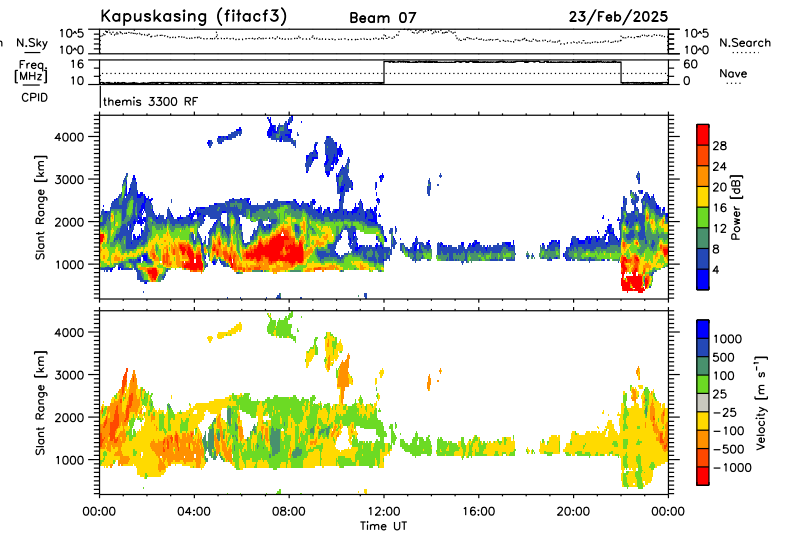 Kapuskasing (fitacf3) Beam 07 23/Feb/2025
N.Sky 10^5 10^0 10^5 10^0 N.Search
Freq. [MHz] 16 10 60 0 Nave
CPID themis 3300 RF
4000
3000
2000
1000
Slant Range [km]
28
24
20
16
12
8
4
Power [dB]
4000
3000
2000
1000
Slant Range [km]
1000
500
100
25
-25
-100
-500
-1000
Velocity [m s⁻¹]
00:00 04:00 08:00 12:00 16:00 20:00 00:00
Time UT